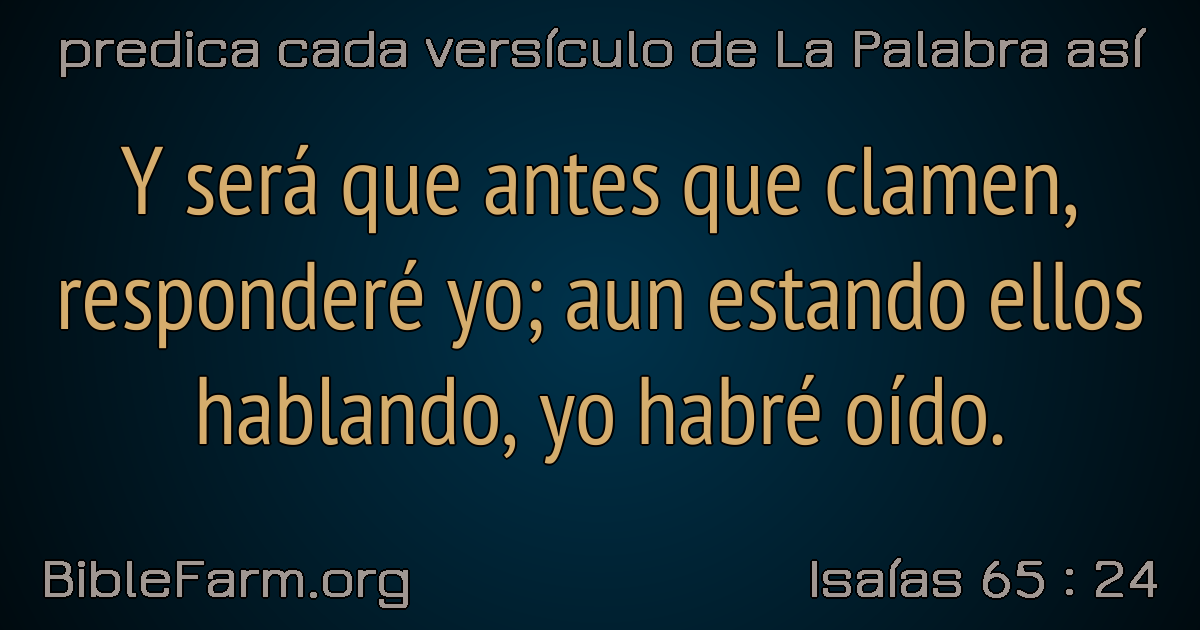 predica cada versículo de La Palabra así
Y será que antes que clamen,
responderé yo; aun estando ellos
hablando, yo habré oído.
BibleFarm.org
Isaías 65 : 24